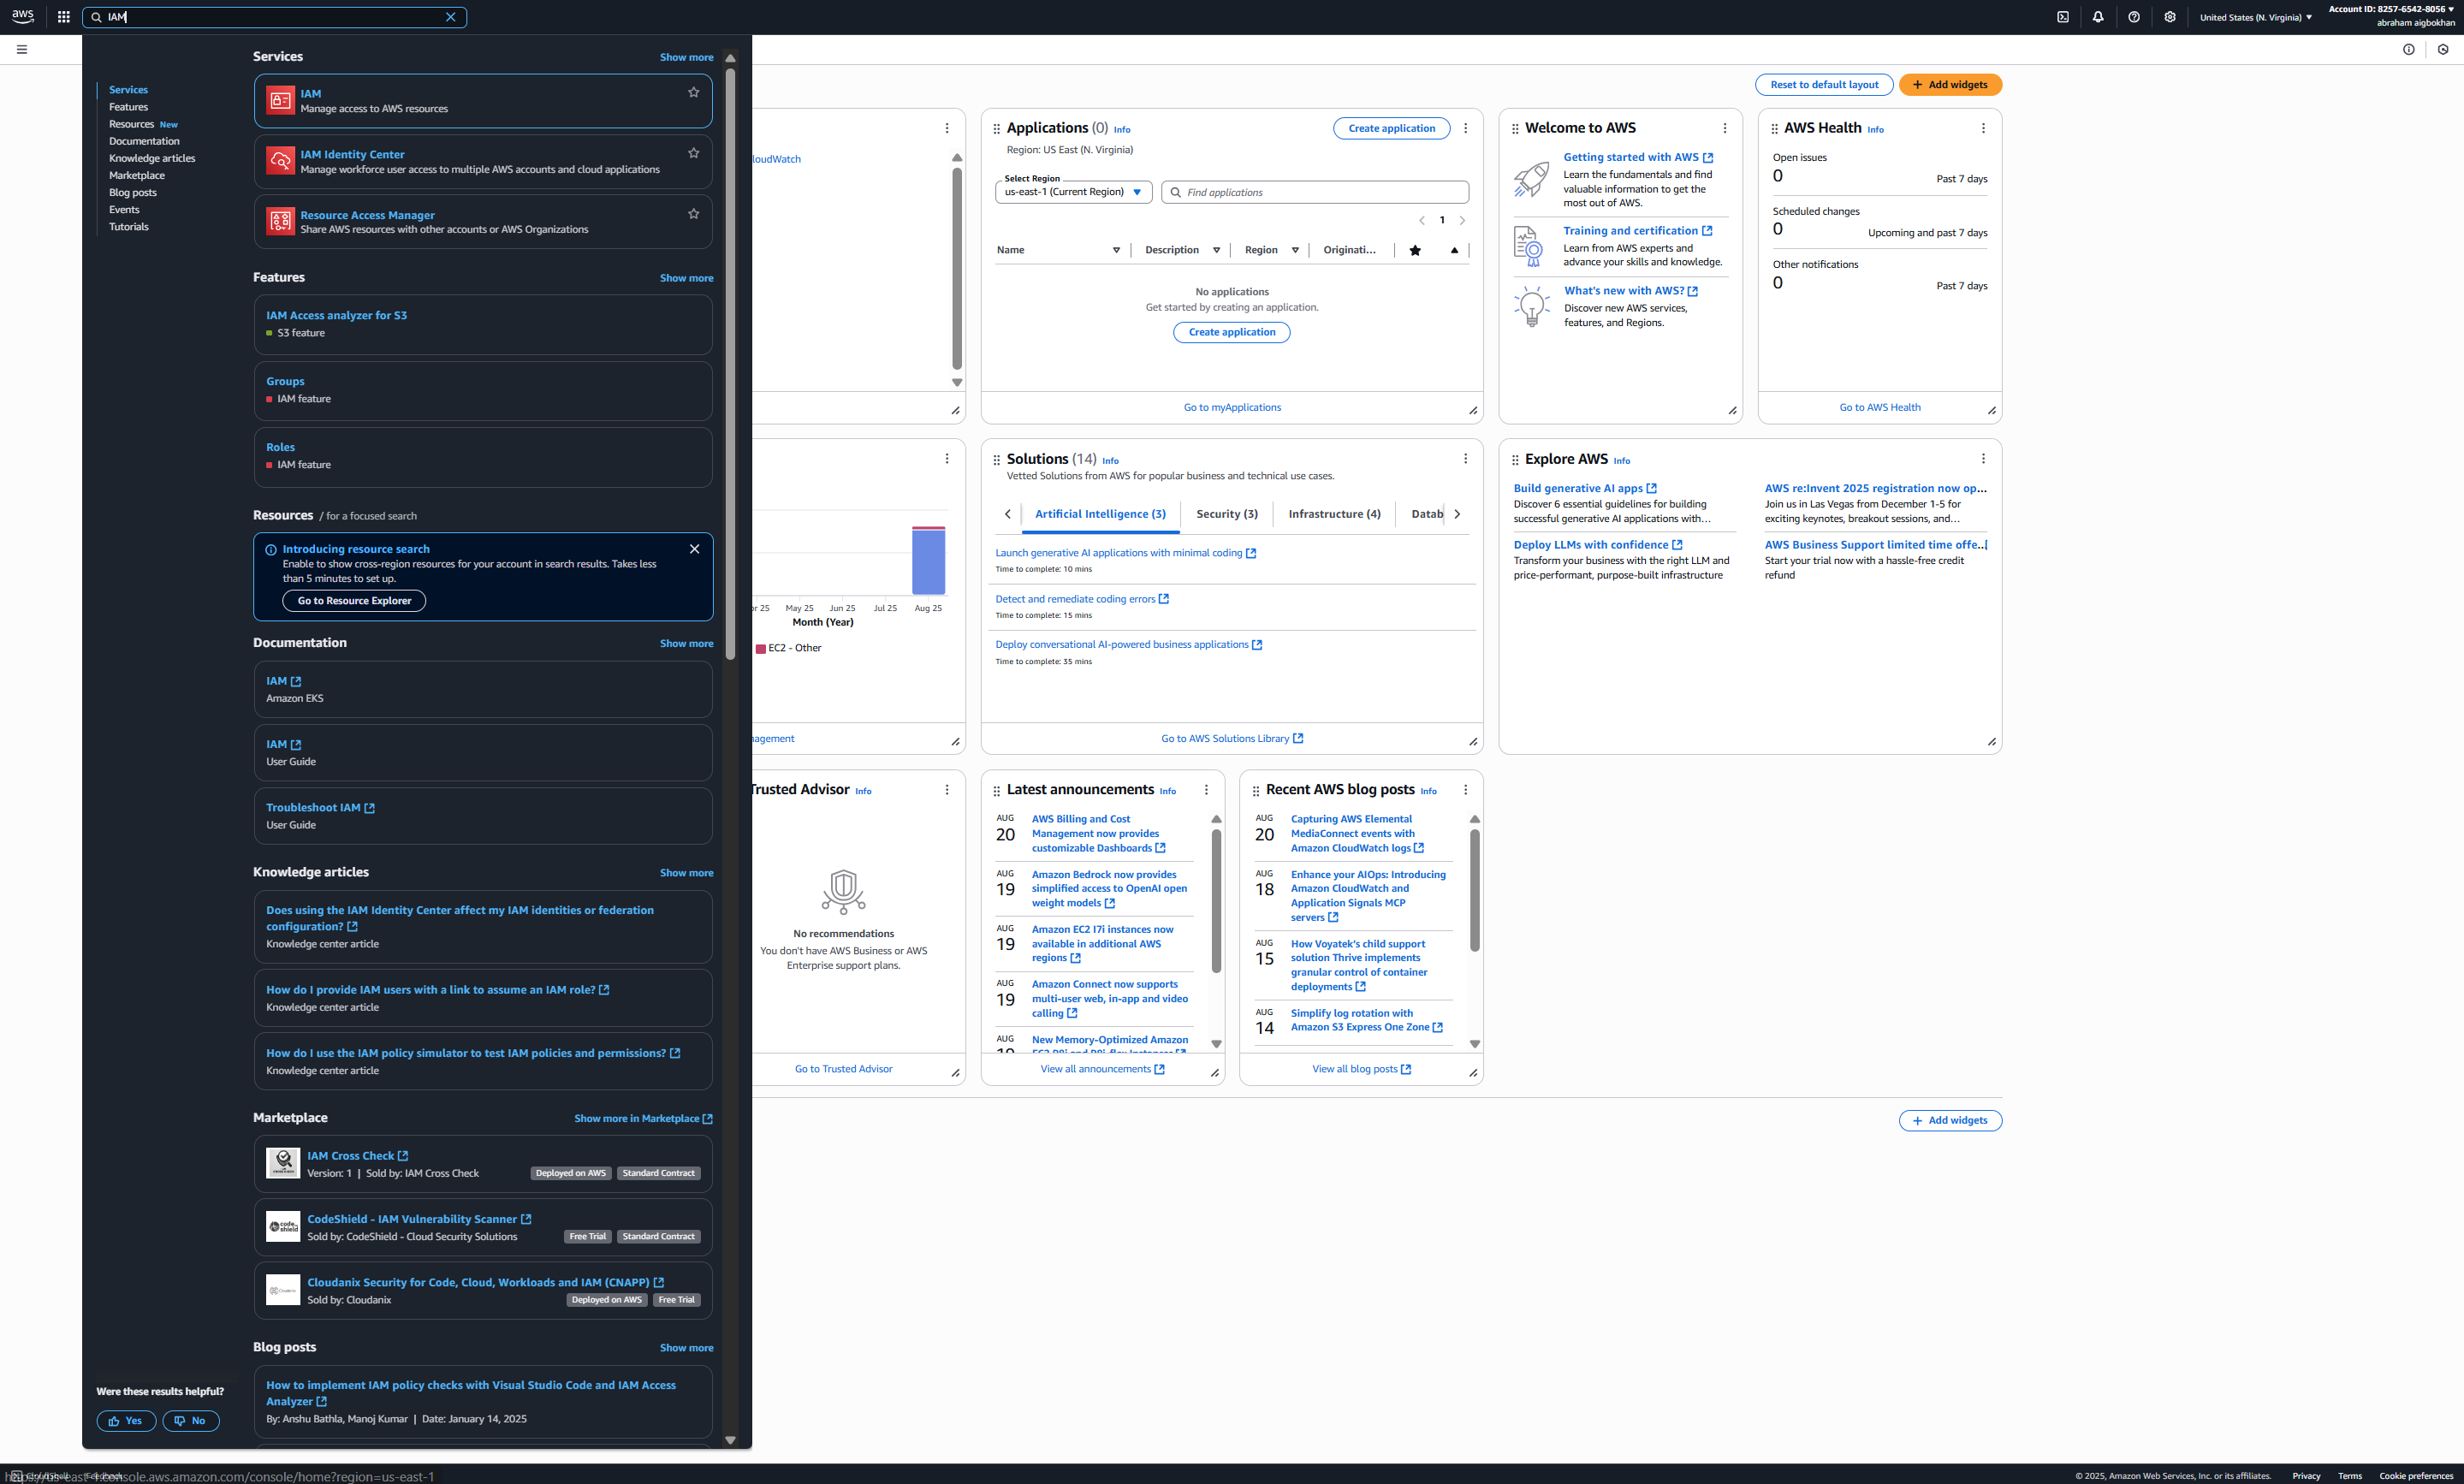 aws
IAM
United States (N. Virginia)
Account ID: 8257-6542-8056
abraham aigbokhan
Services
Features
Resources New
Documentation
Knowledge articles
Marketplace
Blog posts
Events
Tutorials
Were these results helpful?
Yes
No
Services
Show more
IAM
Manage access to AWS resources
IAM Identity Center
Manage workforce user access to multiple AWS accounts and cloud applications
Resource Access Manager
Share AWS resources with other accounts or AWS Organizations
Features
Show more
IAM Access analyzer for S3
S3 feature
Groups
IAM feature
Roles
IAM feature
Resources / for a focused search
Introducing resource search
Enable to show cross-region resources for your account in search results. Takes less
than 5 minutes to set up.
Go to Resource Explorer
Documentation
Show more
IAM
Amazon EKS
IAM
User Guide
Troubleshoot IAM
User Guide
Knowledge articles
Show more
Does using the IAM Identity Center affect my IAM identities or federation
configuration?
Knowledge center article
How do I provide IAM users with a link to assume an IAM role?
Knowledge center article
How do I use the IAM policy simulator to test IAM policies and permissions?
Knowledge center article
Marketplace
Show more in Marketplace
IAM Cross Check
Version: 1 | Sold by: IAM Cross Check
Deployed on AWS
Standard Contract
code shield
CodeShield - IAM Vulnerability Scanner
Sold by: CodeShield - Cloud Security Solutions
Free Trial
Standard Contract
Cloudanix Security for Code, Cloud, Workloads and IAM (CNAPP)
Sold by: Cloudanix
Deployed on AWS
Free Trial
Blog posts
Show more
How to implement IAM policy checks with Visual Studio Code and IAM Access
Analyzer
By: Anshu Bathla, Manoj Kumar | Date: January 14, 2025
Reset to default layout
Add widgets
loudWatch
Applications (0) Info
Create application
Region: US East (N. Virginia)
Select Region
us-east-1 (Current Region)
Find applications
1
Name
Description
Region
Originati...
No applications
Get started by creating an application.
Create application
Go to myApplications
Welcome to AWS
Getting started with AWS
Learn the fundamentals and find
valuable information to get the
most out of AWS.
Training and certification
Learn from AWS experts and
advance your skills and knowledge.
What's new with AWS?
Discover new AWS services,
features, and Regions.
AWS Health Info
Open issues
0
Past 7 days
Scheduled changes
0
Upcoming and past 7 days
Other notifications
0
Past 7 days
Go to AWS Health
r 25 May 25 Jun 25 Jul 25 Aug 25
Month (Year)
EC2 - Other
agement
Solutions (14) Info
Vetted Solutions from AWS for popular business and technical use cases.
Artificial Intelligence (3)
Security (3)
Infrastructure (4)
Datab
Launch generative AI applications with minimal coding
Time to complete: 10 mins
Detect and remediate coding errors
Time to complete: 15 mins
Deploy conversational AI-powered business applications
Time to complete: 35 mins
Go to AWS Solutions Library
Explore AWS Info
Build generative AI apps
Discover 6 essential guidelines for building
successful generative AI applications with...
AWS re:Invent 2025 registration now op...
Join us in Las Vegas from December 1-5 for
exciting keynotes, breakout sessions, and...
Deploy LLMs with confidence
Transform your business with the right LLM and
price-performant, purpose-built infrastructure
AWS Business Support limited time offe...
Start your trial now with a hassle-free credit
refund
Trusted Advisor Info
No recommendations
You don't have AWS Business or AWS
Enterprise support plans.
Go to Trusted Advisor
Latest announcements Info
AUG
20
AWS Billing and Cost
Management now provides
customizable Dashboards
AUG
19
Amazon Bedrock now provides
simplified access to OpenAI open
weight models
AUG
19
Amazon EC2 I7i instances now
available in additional AWS
regions
AUG
19
Amazon Connect now supports
multi-user web, in-app and video
calling
AUG
19
New Memory-Optimized Amazon
View all announcements
Recent AWS blog posts Info
AUG
20
Capturing AWS Elemental
MediaConnect events with
Amazon CloudWatch logs
AUG
18
Enhance your AIOps: Introducing
Amazon CloudWatch and
Application Signals MCP
servers
AUG
15
How Voyatek's child support
solution Thrive implements
granular control of container
deployments
AUG
14
Simplify log rotation with
Amazon S3 Express One Zone
View all blog posts
Add widgets
https://us-east-1.console.aws.amazon.com/console/home?region=us-east-1
© 2025, Amazon Web Services, Inc. or its affiliates.
Privacy
Terms
Cookie preferences